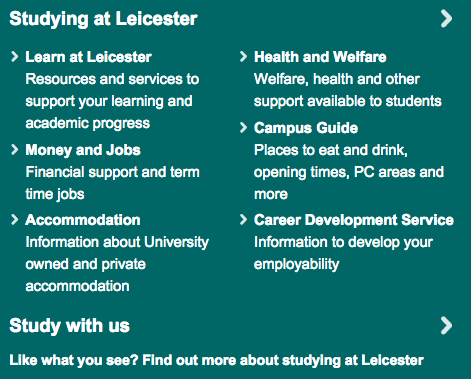 Studying at Leicester
Learn at Leicester
Resources and services to
support your learning and
academic progress
Money and Jobs
Financial support and term
time jobs
Accommodation
Information about University
owned and private
accommodation
Health and Welfare
Welfare, health and other
support available to students
Campus Guide
Places to eat and drink,
opening times, PC areas and
more
Career Development Service
Information to develop your
employability
Study with us
Like what you see? Find out more about studying at Leicester